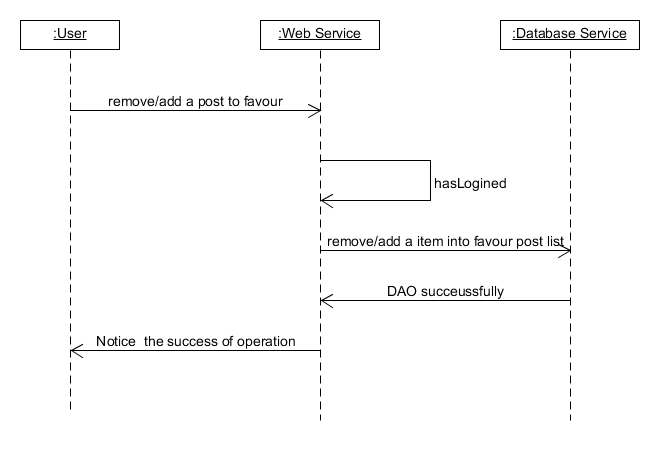 :User
:Web Service
:Database Service
remove/add a post to favour
hasLogined
remove/add a item into favour post list
DAO succeussfully
Notice  the success of operation